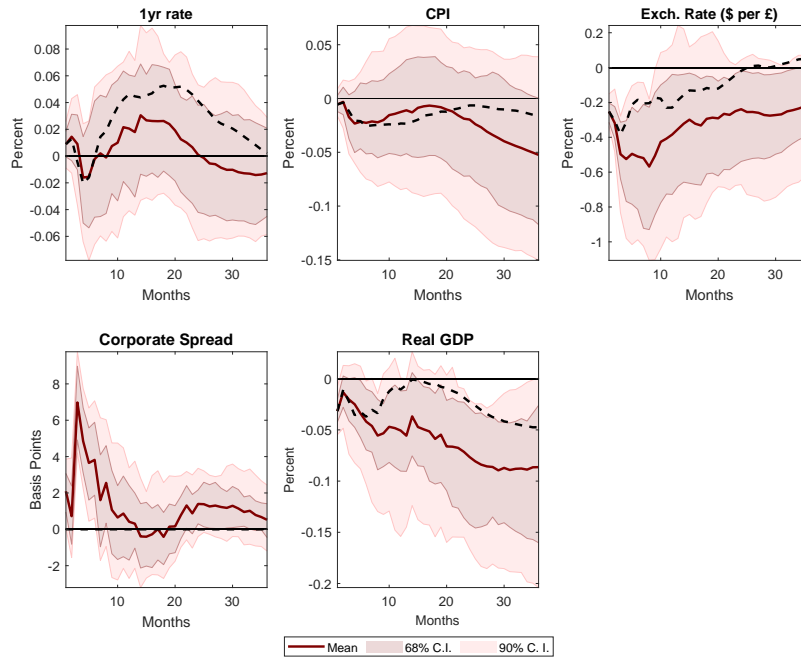 1yr rate
CPI
Exch. Rate ($ per £)
0.08
0.06
0.04
0.02
0
-0.02
-0.04
-0.06
Percent
10
20
30
Months
0.05
0
-0.05
-0.1
-0.15
Percent
10
20
30
Months
0.2
0
-0.2
-0.4
-0.6
-0.8
-1
Percent
10
20
30
Months
Corporate Spread
Real GDP
8
6
4
2
0
-2
Basis Points
10
20
30
Months
0
-0.05
-0.1
-0.15
-0.2
Percent
10
20
30
Months
Mean 68% C.I. 90% C. I.